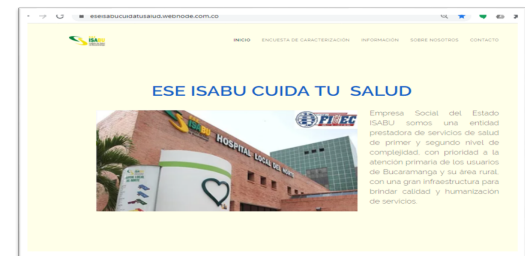 eseisabucuidatusalud.webnode.com.co
ISABU
INICIO ENCUESTA DE CARACTERIZACIÓN INFORMACIÓN SOBRE NOSOTROS CONTACTO
ESE ISABU CUIDA TU SALUD
HOSPITAL LOCAL DEL NORTE
Empresa Social del Estado
ISABU somos una entidad
prestadora de servicios de salud
de primer y segundo nivel de
complejidad, con prioridad a la
atención primaria de los usuarios
de Bucaramanga y su área rural.
con una gran infraestructura para
brindar calidad y humanización
de servicios.